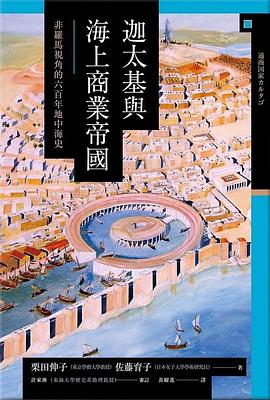 迦太基與
海上商業帝國
非羅馬視角的六百年地中海史
通商国家カルタゴ
栗田伸子（東京學藝大學教授） 佐藤育子（日本女子大學學術研究員）——著
許家琳（東海大學歷史系助理教授）——審訂 黃耀進——譯